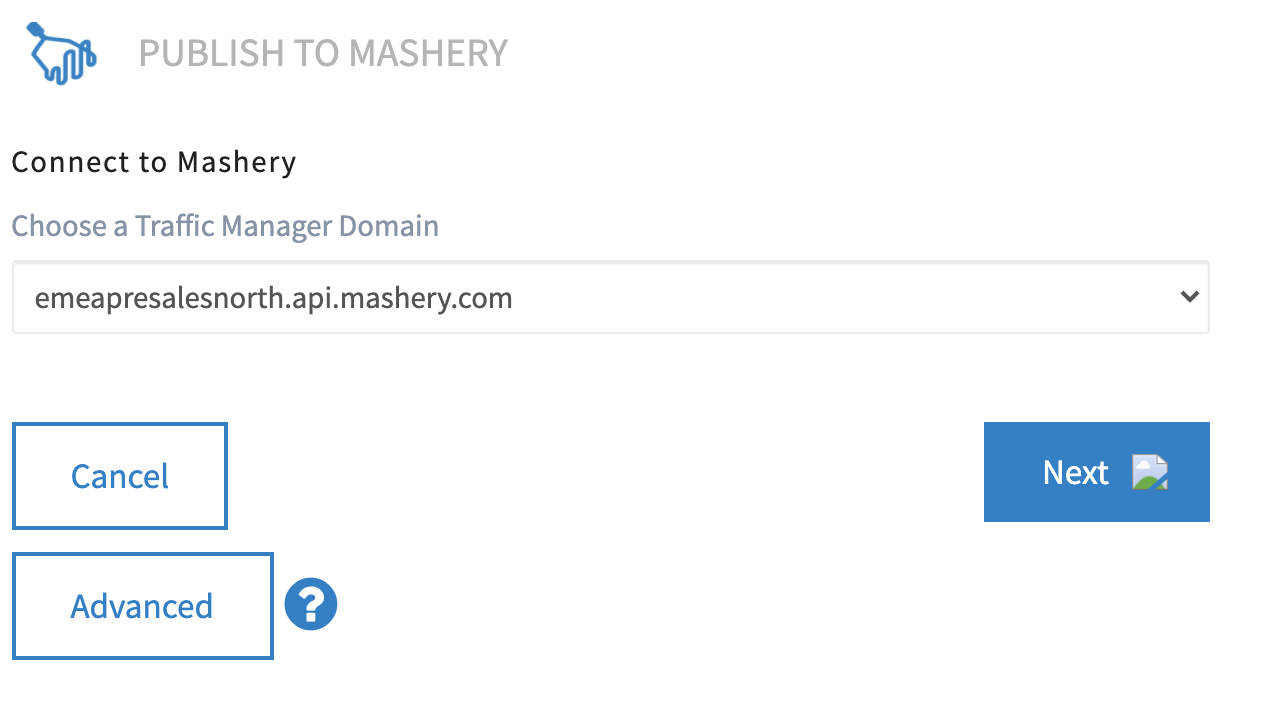 PUBLISH TO MASHERY
Connect to Mashery
Choose a Traffic Manager Domain
emeapresalesnorth.api.mashery.com
Cancel
Next
Advanced
?